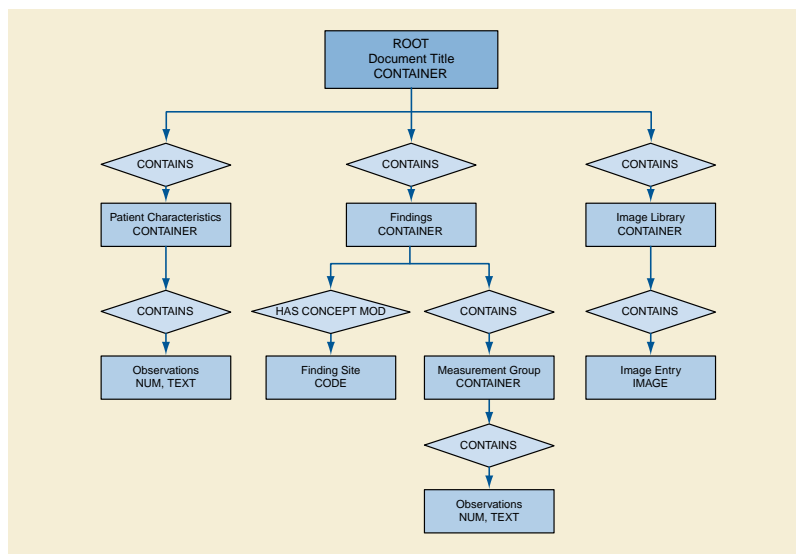 ROOT
Document Title
CONTAINER
CONTAINS
CONTAINS
CONTAINS
Patient Characteristics
CONTAINER
Findings
CONTAINER
Image Library
CONTAINER
CONTAINS
HAS CONCEPT MOD
CONTAINS
CONTAINS
Observations
NUM, TEXT
Finding Site
CODE
Measurement Group
CONTAINER
Image Entry
IMAGE
CONTAINS
Observations
NUM, TEXT